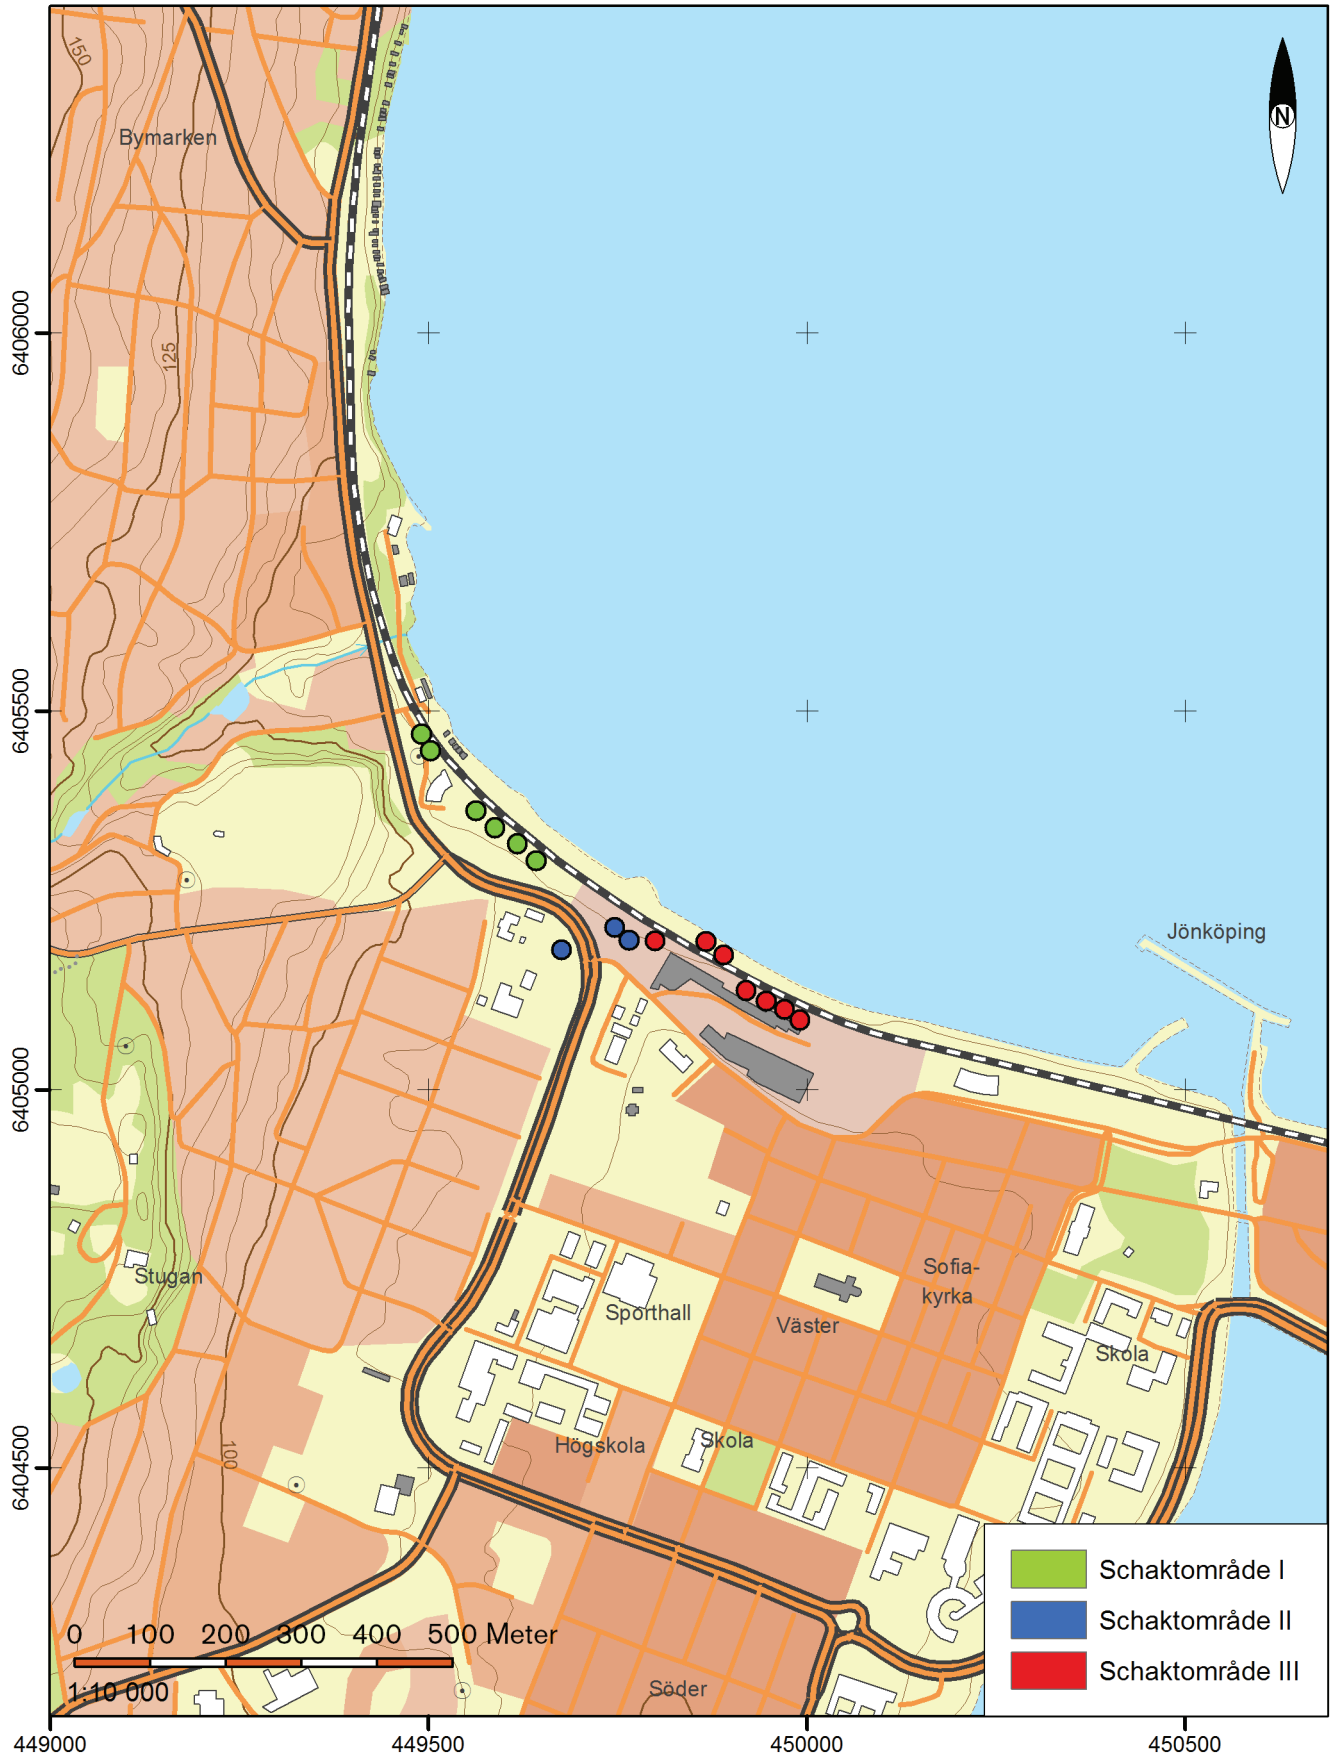 150
Bymarken
N
6406000
125
6405500
Jönköping
6405000
Stugan
Sofia-
kyrka
Sporthall
Väster
Skola
Högskola
Skola
6404500
100
Schaktområde I
Schaktområde II
Schaktområde III
0 100 200 300 400 500 Meter
1:10 000
Söder
449000 449500 450000 450500